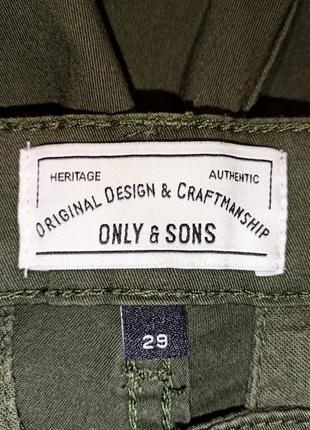 HERITAGE AUTHENTIC
ORIGINAL DESIGN & CRAFTMANSHIP
ONLY & SONS
29